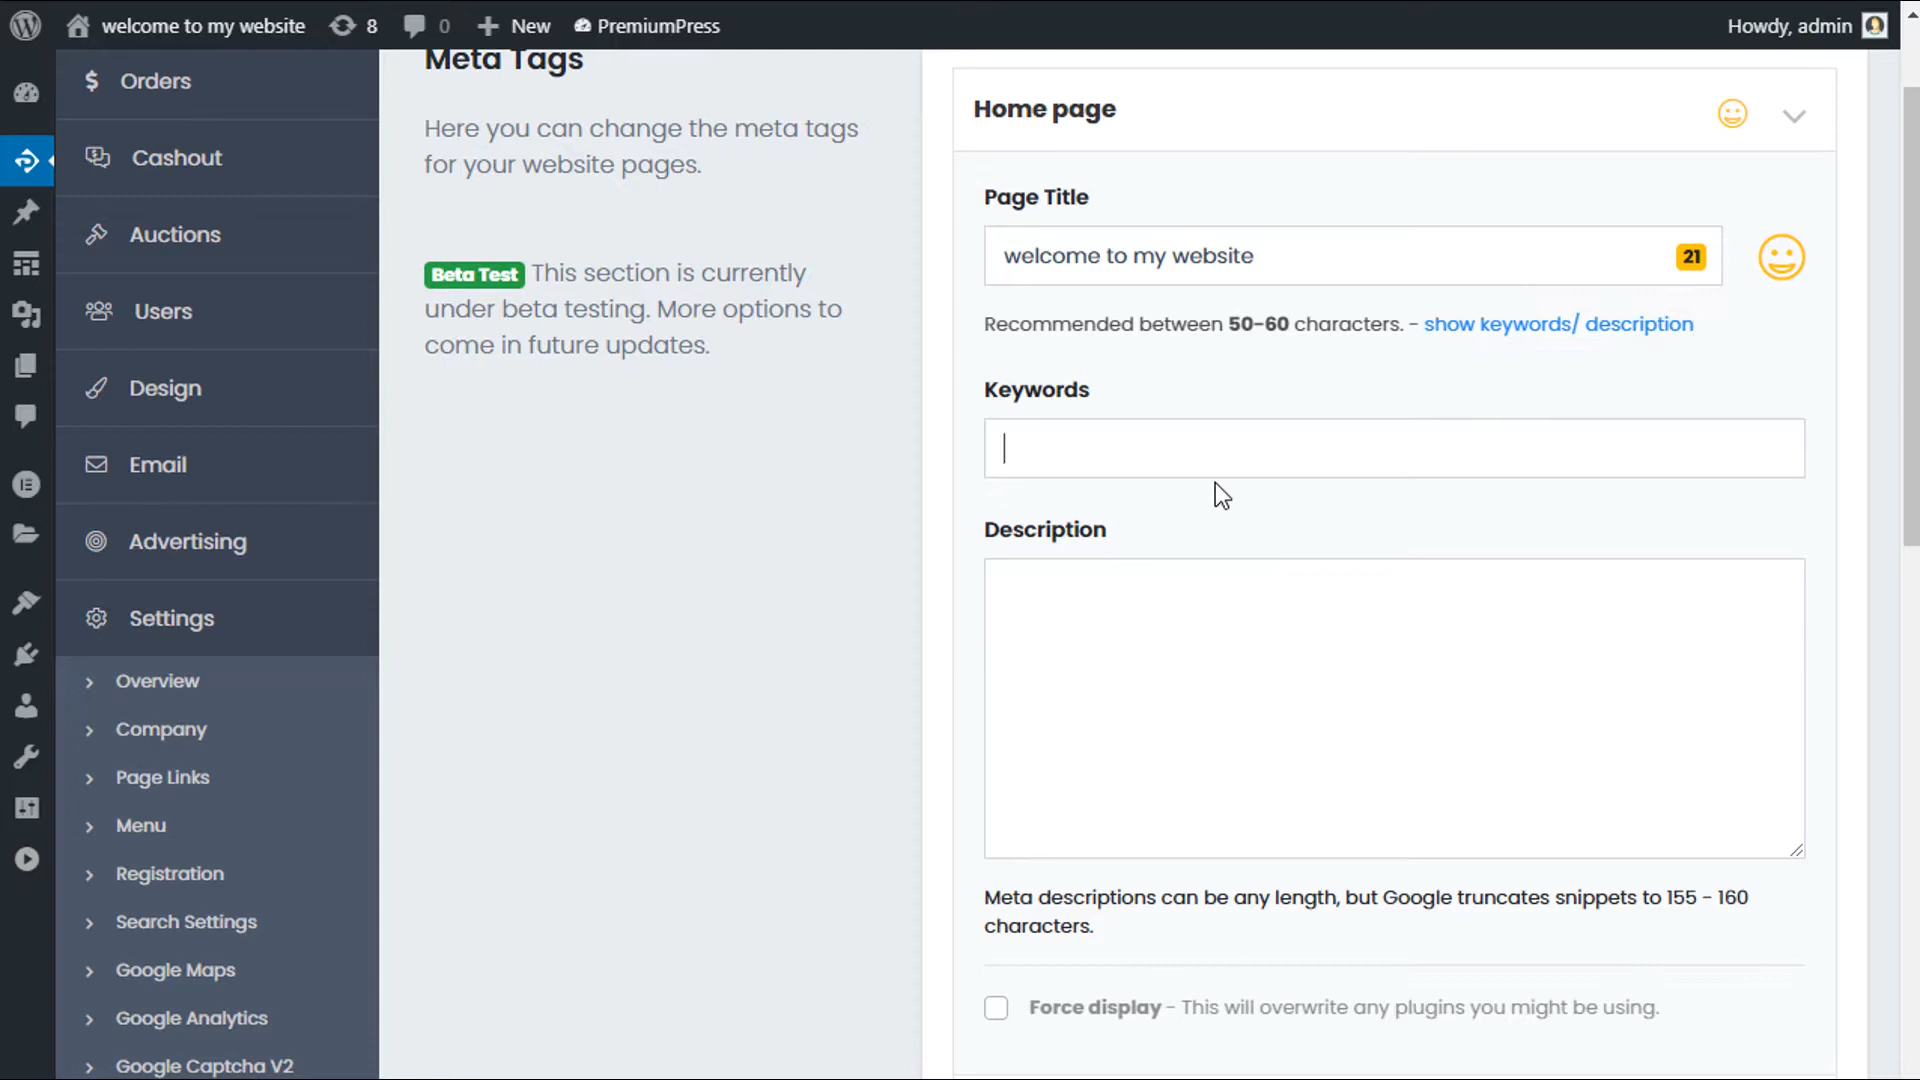 welcome to my website 8 0 New PremiumPress Howdy, admin
Orders
Cashout
Auctions
Users
Design
Email
Advertising
Settings
Overview
Company
Page Links
Menu
Registration
Search Settings
Google Maps
Google Analytics
Google Captcha V2
Meta Tags
Here you can change the meta tags
for your website pages.
Beta Test This section is currently
under beta testing. More options to
come in future updates.
Home page
Page Title
welcome to my website 21
Recommended between 50-60 characters. - show keywords/ description
Keywords
Description
Meta descriptions can be any length, but Google truncates snippets to 155 - 160
characters.
Force display - This will overwrite any plugins you might be using.